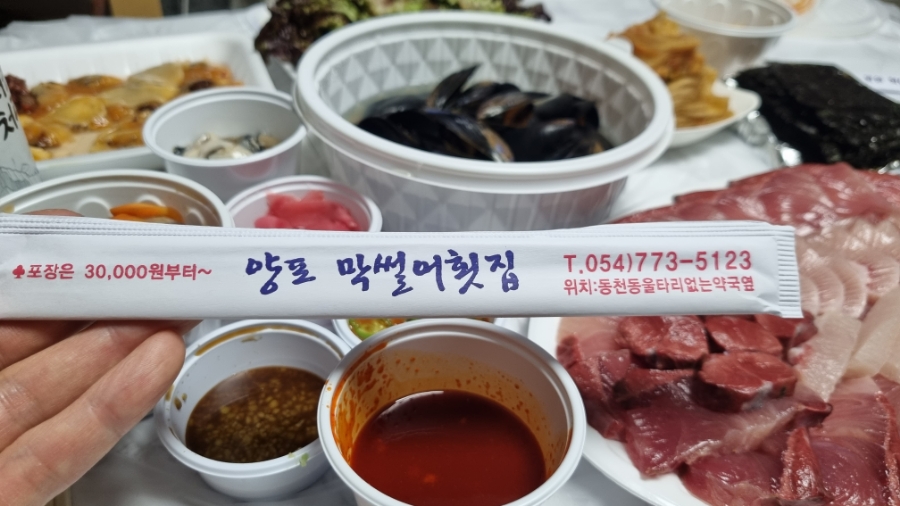 ♠포장은 30,000원부터~
양포 막썰어횟집
T.054)773-5123
위치:동천동울타리없는약국옆